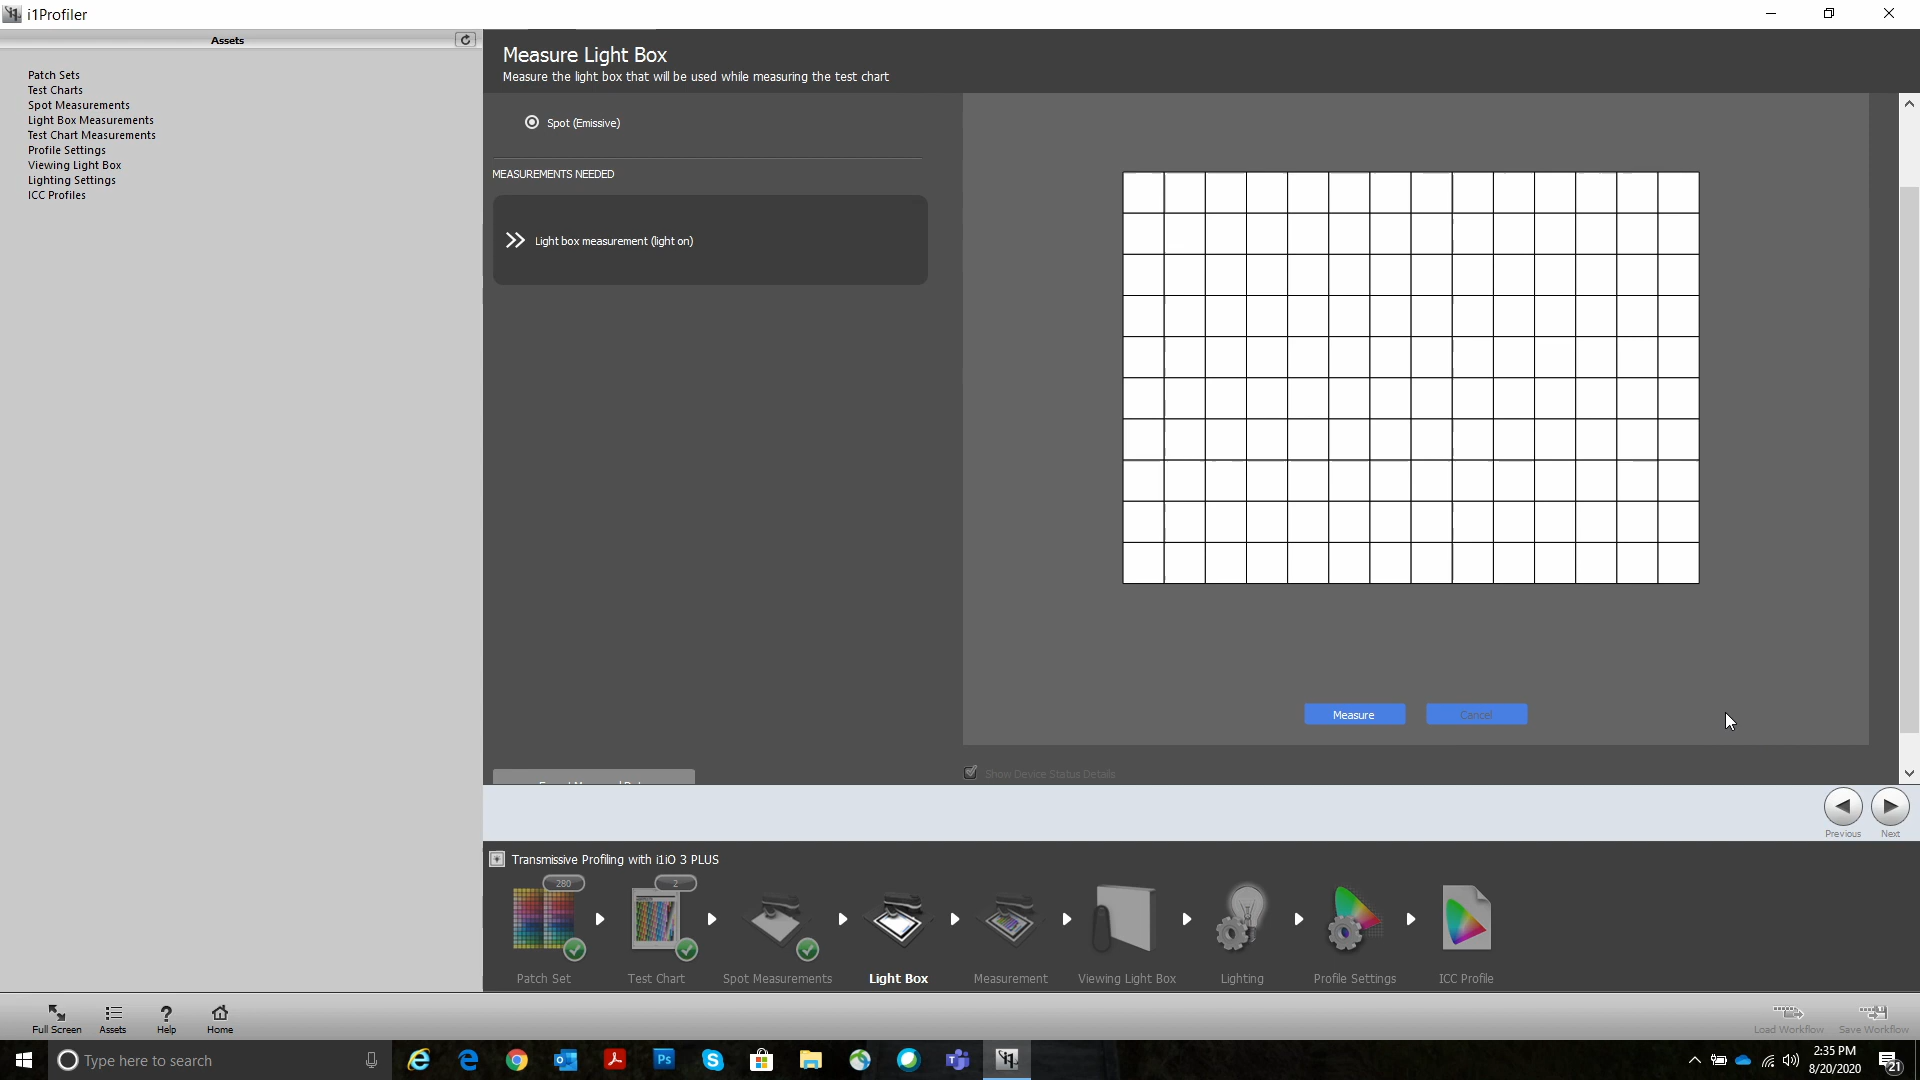 i1Profiler
Assets
Patch Sets
Test Charts
Spot Measurements
Light Box Measurements
Test Chart Measurements
Profile Settings
Viewing Light Box
Lighting Settings
ICC Profiles
Measure Light Box
Measure the light box that will be used while measuring the test chart
Spot (Emissive)
MEASUREMENTS NEEDED
Light box measurement (light on)
Measure
Cancel
Show Device Status Details
Previous
Next
Transmissive Profiling with i1iO 3 PLUS
280
2
Patch Set
Test Chart
Spot Measurements
Light Box
Measurement
Viewing Light Box
Lighting
Profile Settings
ICC Profile
Full Screen
Assets
Help
Home
Load Workflow
Save Workflow
Type here to search
2:35 PM
8/20/2020
21